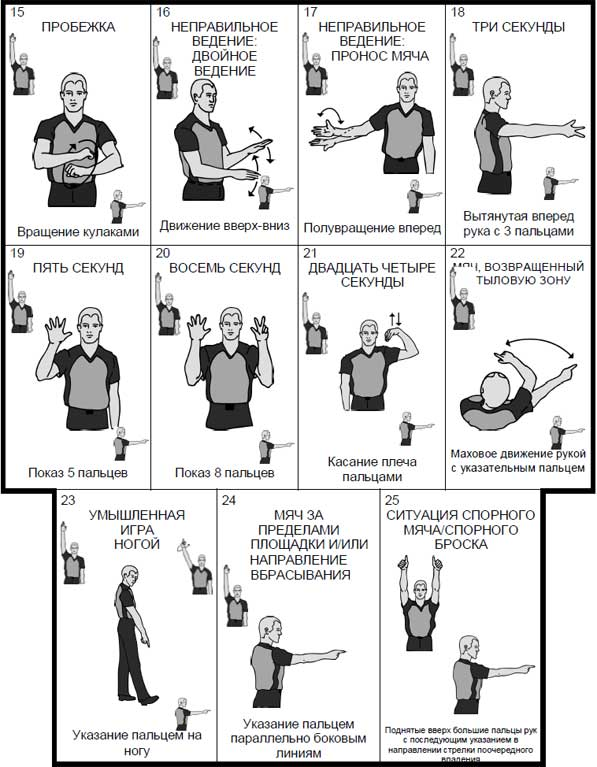 15
ПРОБЕЖКА
Вращение кулаками
16
НЕПРАВИЛЬНОЕ
ВЕДЕНИЕ:
ДВОЙНОЕ
ВЕДЕНИЕ
Движение вверх-вниз
17
НЕПРАВИЛЬНОЕ
ВЕДЕНИЕ:
ПРОНОС МЯЧА
Полувращение вперед
18
ТРИ СЕКУНДЫ
Вытянутая вперед
рука с 3 пальцами
19
ПЯТЬ СЕКУНД
Показ 5 пальцев
20
ВОСЕМЬ СЕКУНД
Показ 8 пальцев
21
ДВАДЦАТЬ ЧЕТЫРЕ
СЕКУНДЫ
Касание плеча
пальцами
22
МЯЧ, ВОЗВРАЩЕННЫЙ
ТЫЛОВУЮ ЗОНУ
Маховое движение рукой
с указательным пальцем
23
УМЫШЛЕННАЯ
ИГРА
НОГОЙ
Указание пальцем на
ногу
24
МЯЧ ЗА
ПРЕДЕЛАМИ
ПЛОЩАДКИ И/ИЛИ
НАПРАВЛЕНИЕ
ВБРАСЫВАНИЯ
Указание пальцем
параллельно боковым
линиям
25
СИТУАЦИЯ СПОРНОГО
МЯЧА/СПОРНОГО
БРОСКА
Поднятые вверх большие пальцы рук
с последующим указанием в
направлении стрелки поочередного
владения